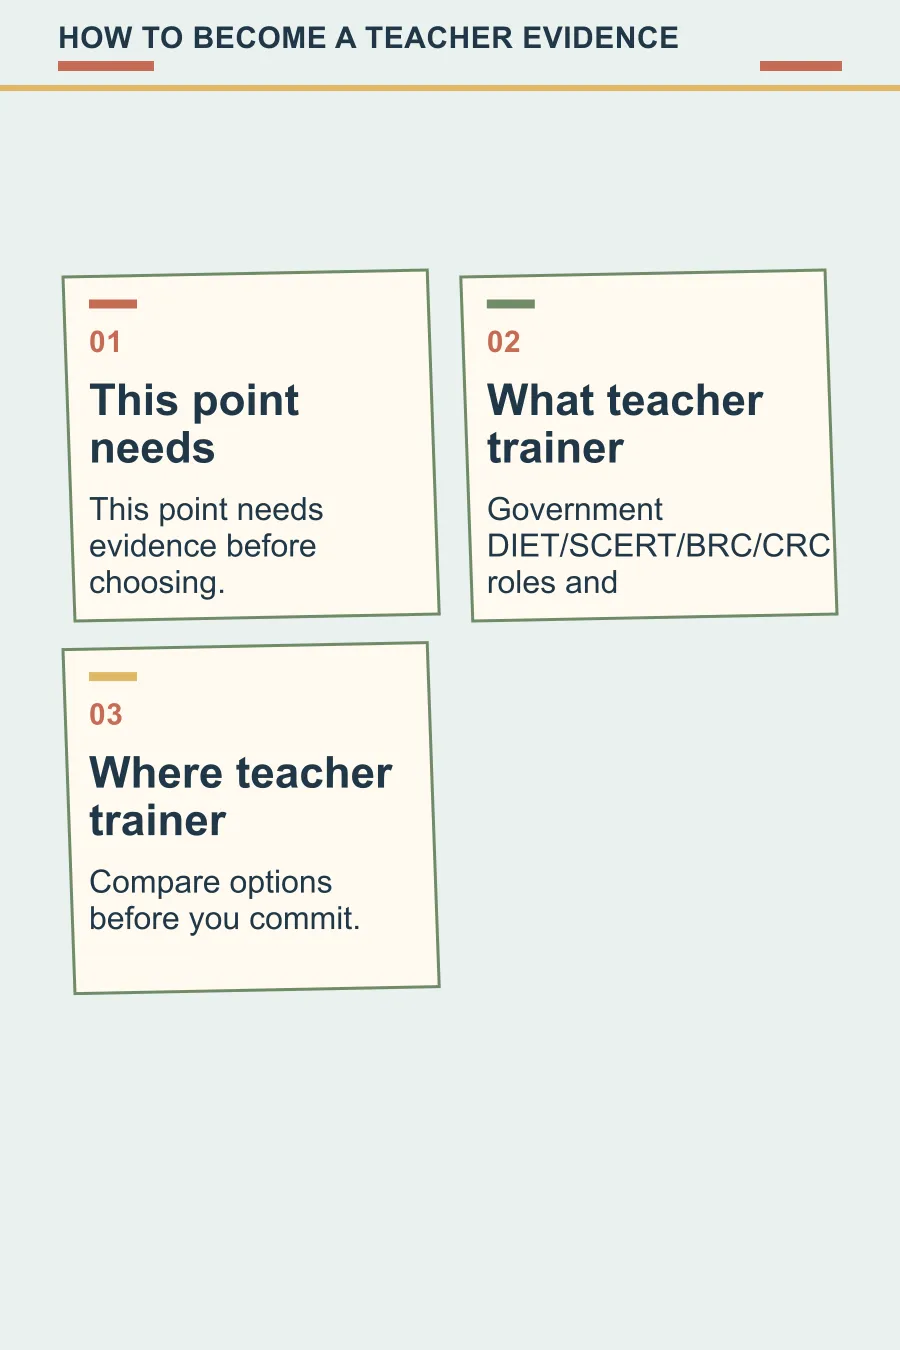 HOW TO BECOME A TEACHER EVIDENCE
01
This point
needs
This point needs
evidence before
choosing.
02
What teacher
trainer
Government
DIET/SCERT/BRC/CRC
roles and
03
Where teacher
trainer
Compare options
before you commit.